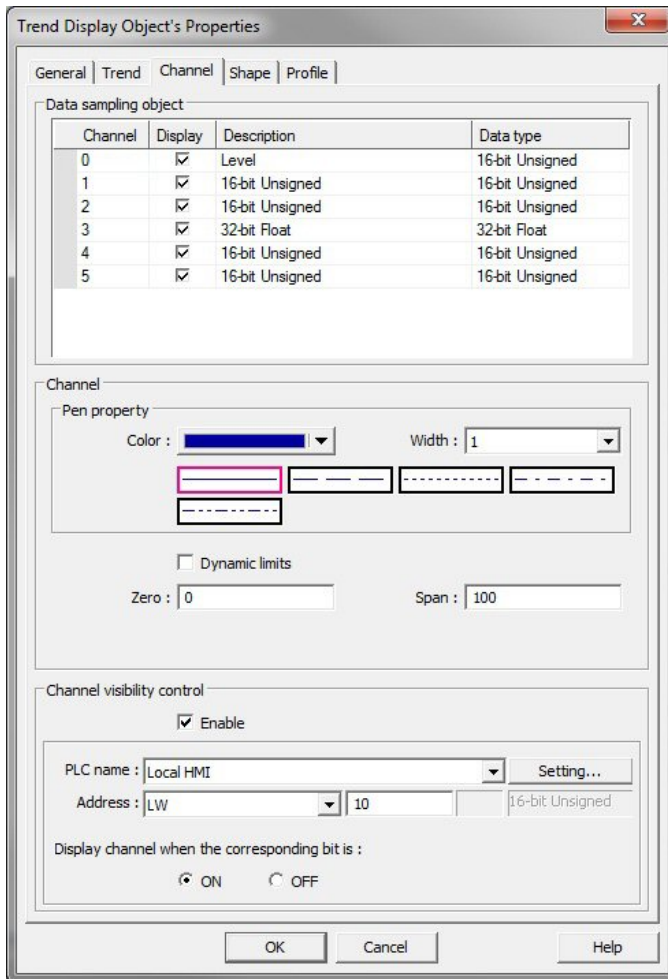 Trend Display Object's Properties
General Trend Channel Shape Profile
Data sampling object
Channel Display Description Data type
0 Level 16-bit Unsigned
1 16-bit Unsigned 16-bit Unsigned
2 16-bit Unsigned 16-bit Unsigned
3 32-bit Float 32-bit Float
4 16-bit Unsigned 16-bit Unsigned
5 16-bit Unsigned 16-bit Unsigned
Channel
Pen property
Color : Width : 1
Dynamic limits
Zero : 0 Span : 100
Channel visibility control
Enable
PLC name : Local HMI Setting...
Address : LW 10 16-bit Unsigned
Display channel when the corresponding bit is :
ON OFF
OK Cancel Help